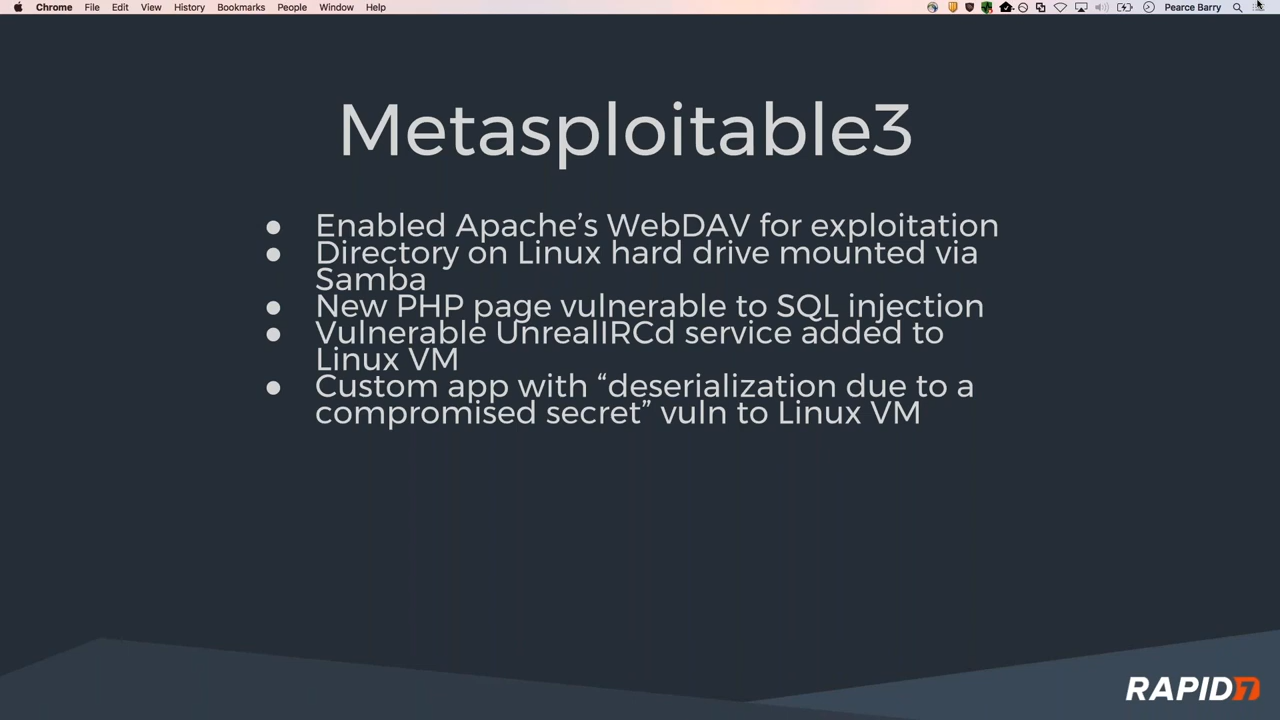 Chrome File Edit View History Bookmarks People Window Help Pearce Barry
Metasploitable3
● Enabled Apache’s WebDAV for exploitation
● Directory on Linux hard drive mounted via
Samba
● New PHP page vulnerable to SQL injection
● Vulnerable UnrealIRCd service added to
Linux VM
● Custom app with “deserialization due to a
compromised secret” vuln to Linux VM
RAPID7